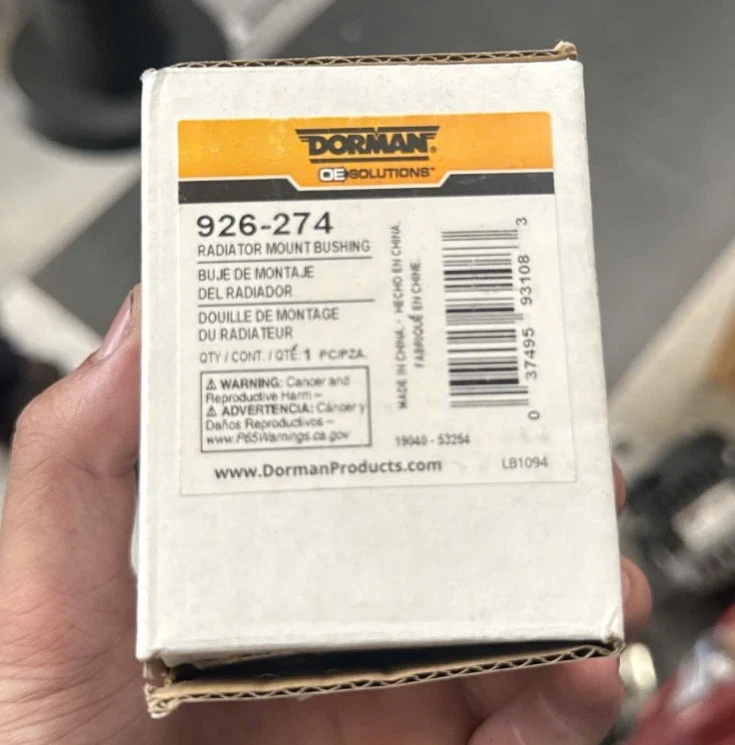 DORMAN®
OE SOLUTIONS™
926-274
RADIATOR MOUNT BUSHING
BUJE DE MONTAJE
DEL RADIADOR
DOUILLE DE MONTAGE
DU RADIATEUR
QTY / CONT. / QTÉ: 1 PC/PZA.
⚠ WARNING: Cancer and
Reproductive Harm –
⚠ ADVERTENCIA: Cáncer y
Daños Reproductivos –
www.P65Warnings.ca.gov
MADE IN CHINA. - HECHO EN CHINA.
FABRIQUÉ EN CHINE.
0 37495 93108 3
19040 - 53254
www.DormanProducts.com
LB1094